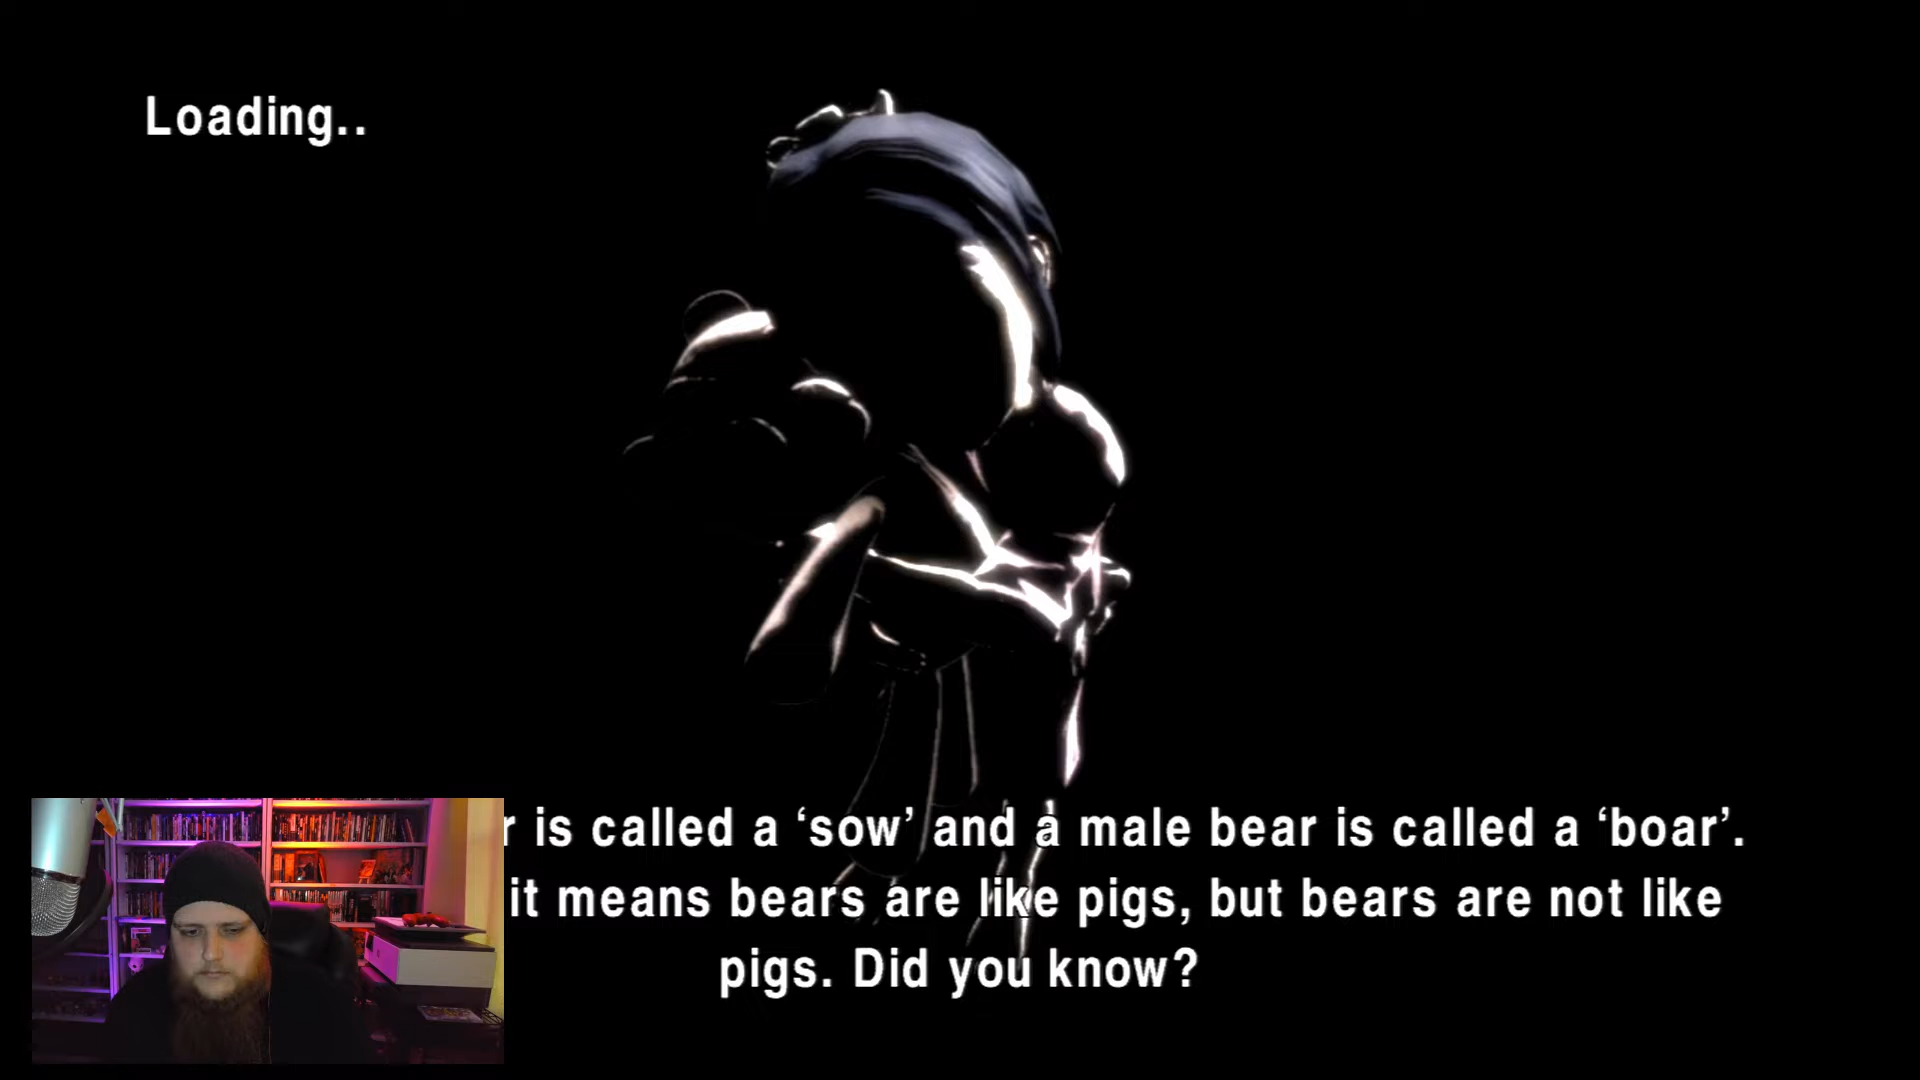 Loading..
is called a ‘sow’ and a male bear is called a ‘boar’.
it means bears are like pigs, but bears are not like
pigs. Did you know?